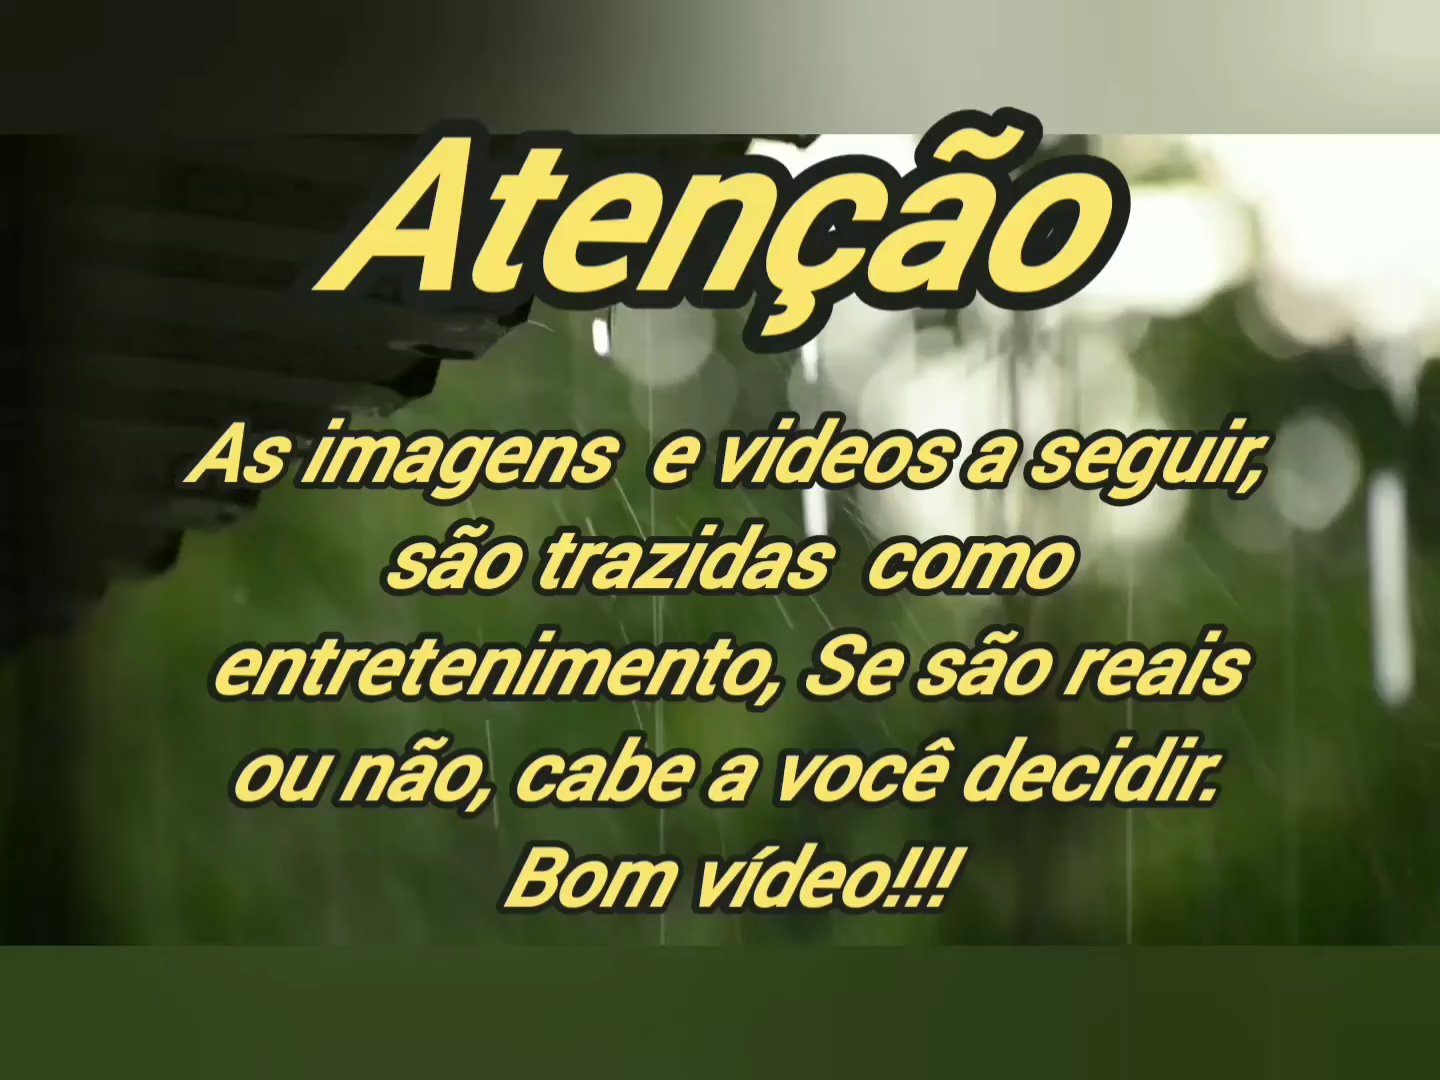 Atenção
As imagens e videos a seguir,
são trazidas como
entretenimento, Se são reais
ou não, cabe a você decidir.
Bom vídeo!!!